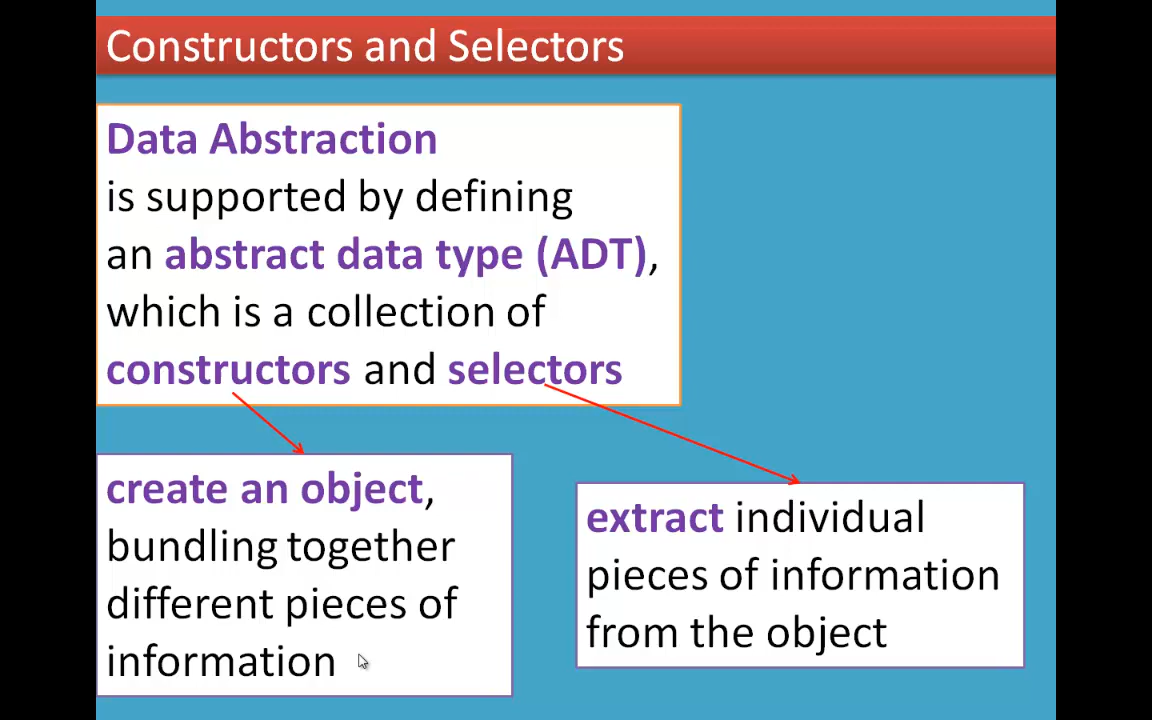 Constructors and Selectors
Data Abstraction
is supported by defining
an abstract data type (ADT),
which is a collection of
constructors and selectors
create an object,
bundling together
different pieces of
information
extract individual
pieces of information
from the object